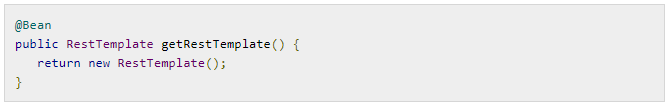 @Bean
public RestTemplate getRestTemplate() {
   return new RestTemplate();
}